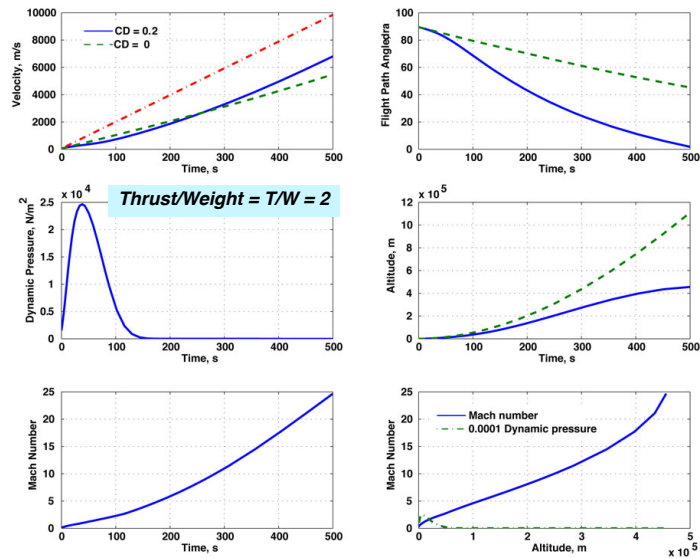 10000
8000
6000
4000
2000
0
Velocity, m/s
CD = 0.2
CD = 0
0 100 200 300 400 500
Time, s
100
80
60
40
20
0
Flight Path Angledra
0 100 200 300 400 500
Time, s
x 10^4
Thrust/Weight = T/W = 2
2.5
2
1.5
1
0.5
0
Dynamic Pressure, N/m^2
0 100 200 300 400 500
Time, s
x 10^5
12
10
8
6
4
2
0
Altitude, m
0 100 200 300 400 500
Time, s
25
20
15
10
5
0
Mach Number
0 100 200 300 400 500
Time, s
25
20
15
10
5
0
Mach Number
Mach number
0.0001 Dynamic pressure
0 1 2 3 4 5
Altitude, m
x 10^5